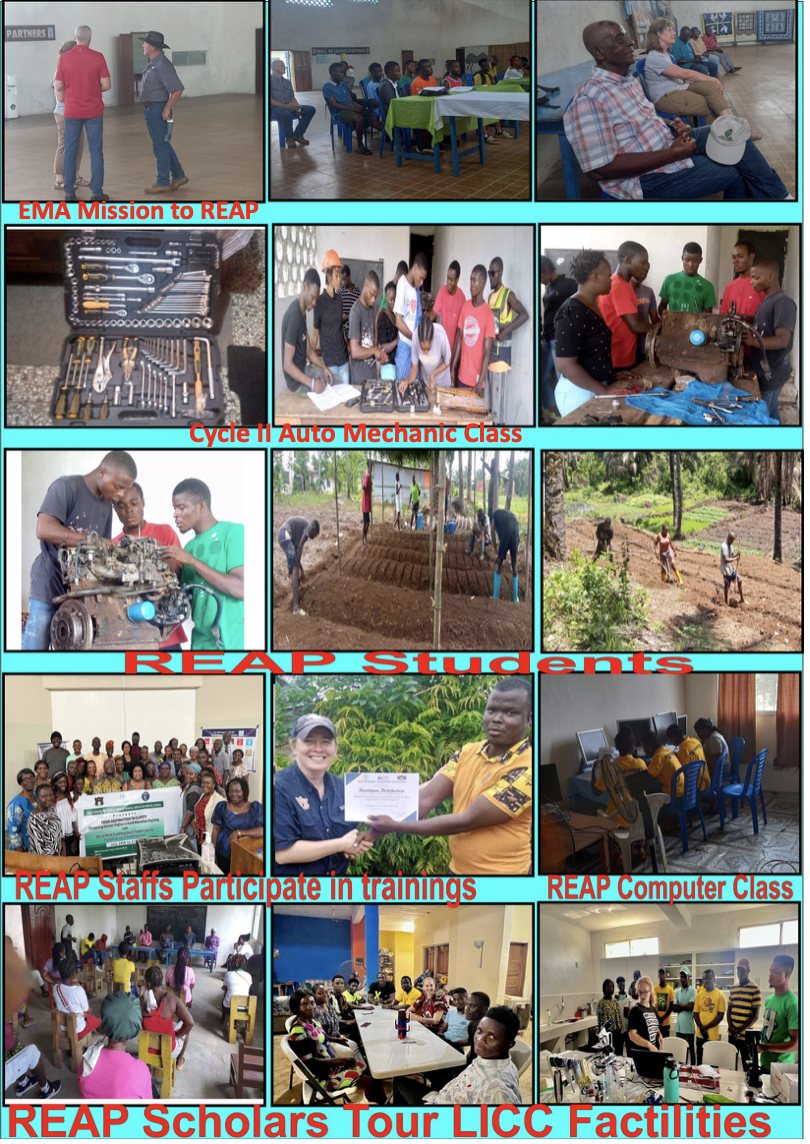 PARTNERS
EMA Mission to REAP
Cycle II Auto Mechanic Class
REAP Students
REAP Staffs Participate in trainings
REAP Computer Class
REAP Scholars Tour LICC Factilities